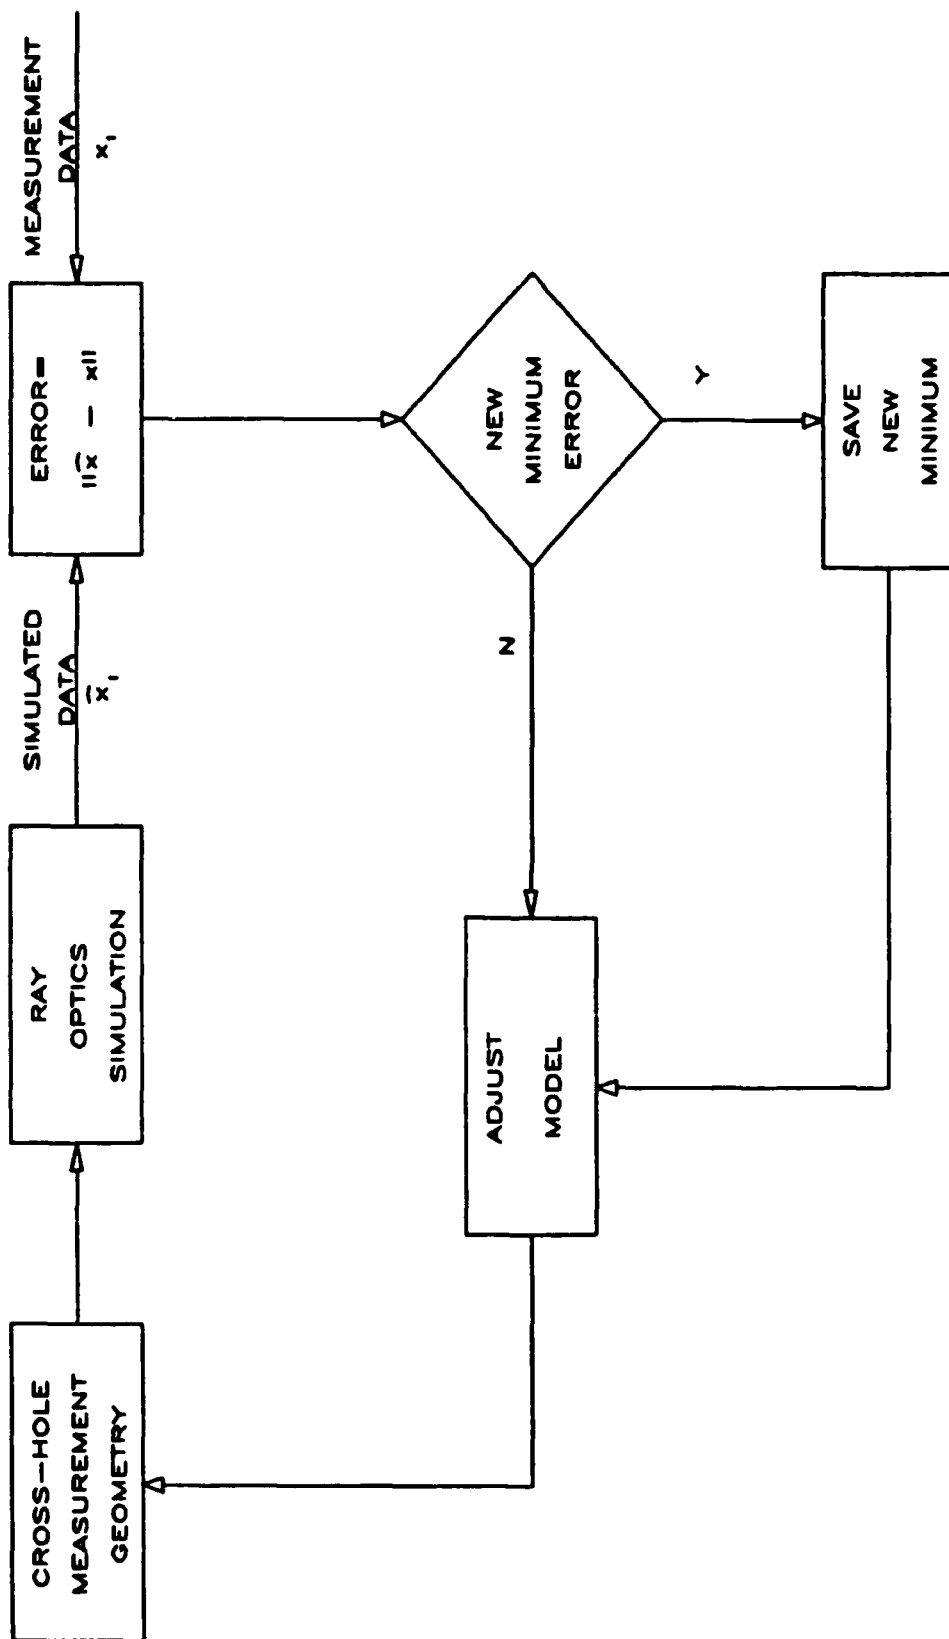 CROSS-HOLE
MEASUREMENT
GEOMETRY
RAY
OPTICS
SIMULATION
SIMULATED
DATA
x̂₁
ERROR=
||x̂ - x||
MEASUREMENT
DATA
x₁
ADJUST
MODEL
N
NEW
MINIMUM
ERROR
Y
SAVE
NEW
MINIMUM